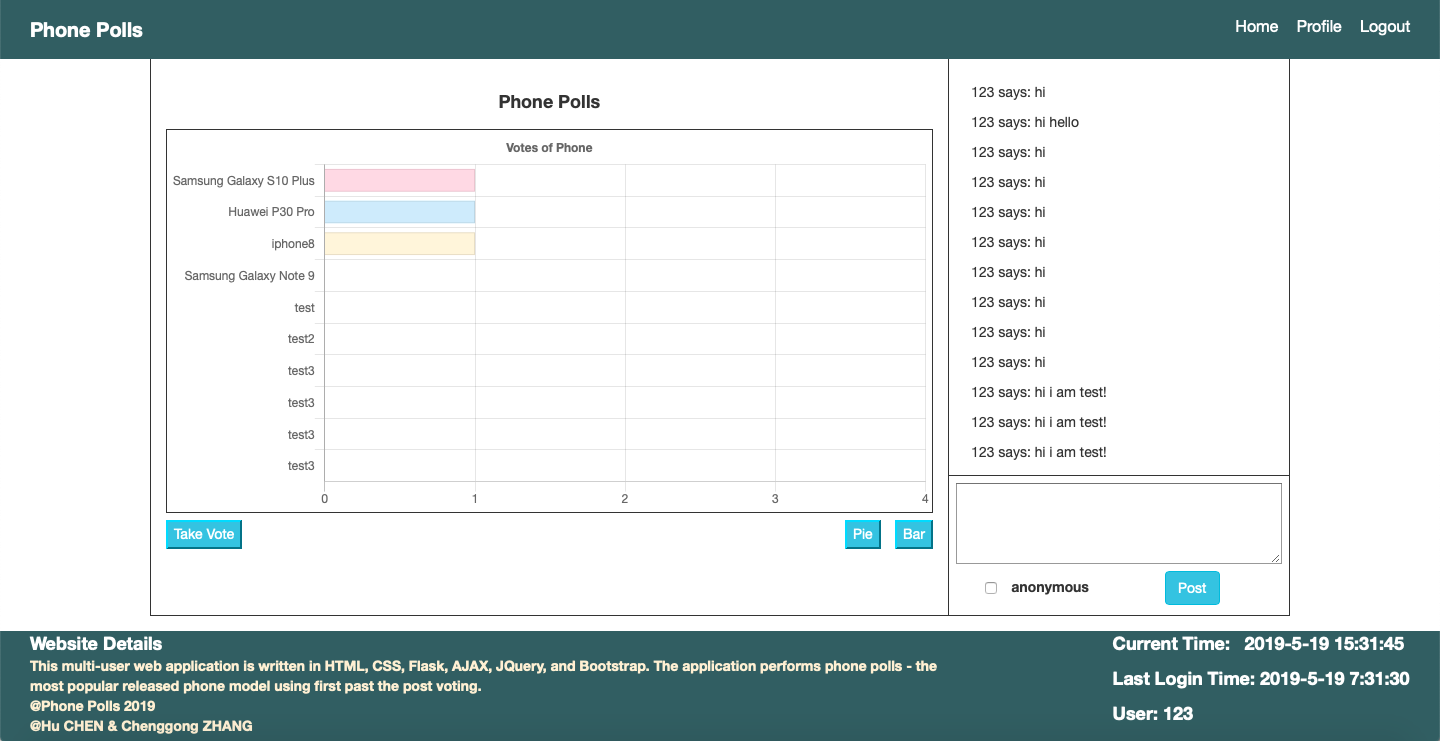 Phone Polls
Home Profile Logout
Phone Polls
Votes of Phone
Samsung Galaxy S10 Plus
Huawei P30 Pro
iphone8
Samsung Galaxy Note 9
test
test2
test3
test3
test3
test3
0 1 2 3 4
Take Vote
Pie Bar
123 says: hi
123 says: hi hello
123 says: hi
123 says: hi
123 says: hi
123 says: hi
123 says: hi
123 says: hi
123 says: hi
123 says: hi
123 says: hi i am test!
123 says: hi i am test!
123 says: hi i am test!
anonymous
Post
Website Details
This multi-user web application is written in HTML, CSS, Flask, AJAX, JQuery, and Bootstrap. The application performs phone polls - the
most popular released phone model using first past the post voting.
@Phone Polls 2019
@Hu CHEN & Chenggong ZHANG
Current Time: 2019-5-19 15:31:45
Last Login Time: 2019-5-19 7:31:30
User: 123